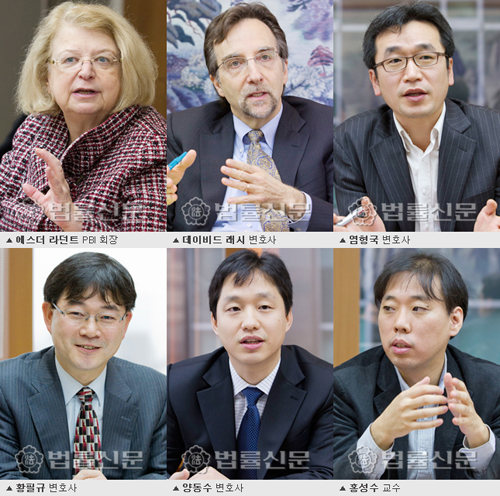 법률신문
법률신문
법률신문
▲ 에스더 라던트 PBI 회장
▲ 데이비드 래시 변호사
▲ 염형국 변호사
법률신문
법률신문
법률신문
▲ 황필규 변호사
▲ 양동수 변호사
▲ 홍성수 교수